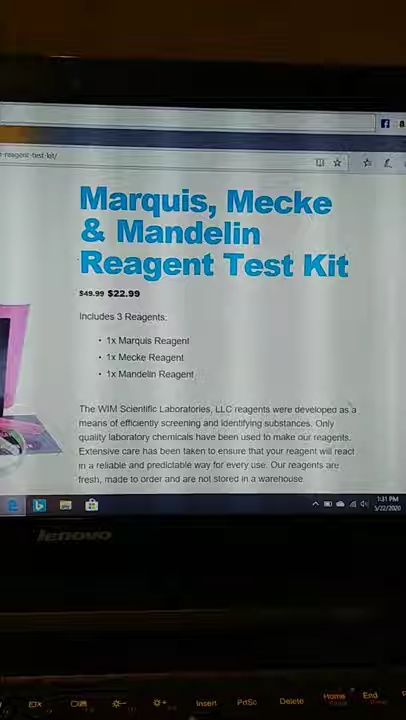 r-reagent-test-kit/
Marquis, Mecke
& Mandelin
Reagent Test Kit
$49.99 $22.99
Includes 3 Reagents:
• 1x Marquis Reagent
• 1x Mecke Reagent
• 1x Mandelin Reagent
The WIM Scientific Laboratories, LLC reagents were developed as a
means of efficiently screening and identifying substances. Only
quality laboratory chemicals have been used to make our reagents.
Extensive care has been taken to ensure that your reagent will react
in a reliable and predictable way for every use. Our reagents are
fresh, made to order and are not stored in a warehouse.
1:31 PM
5/22/2020
lenovo
Insert PrtSc Delete Home End